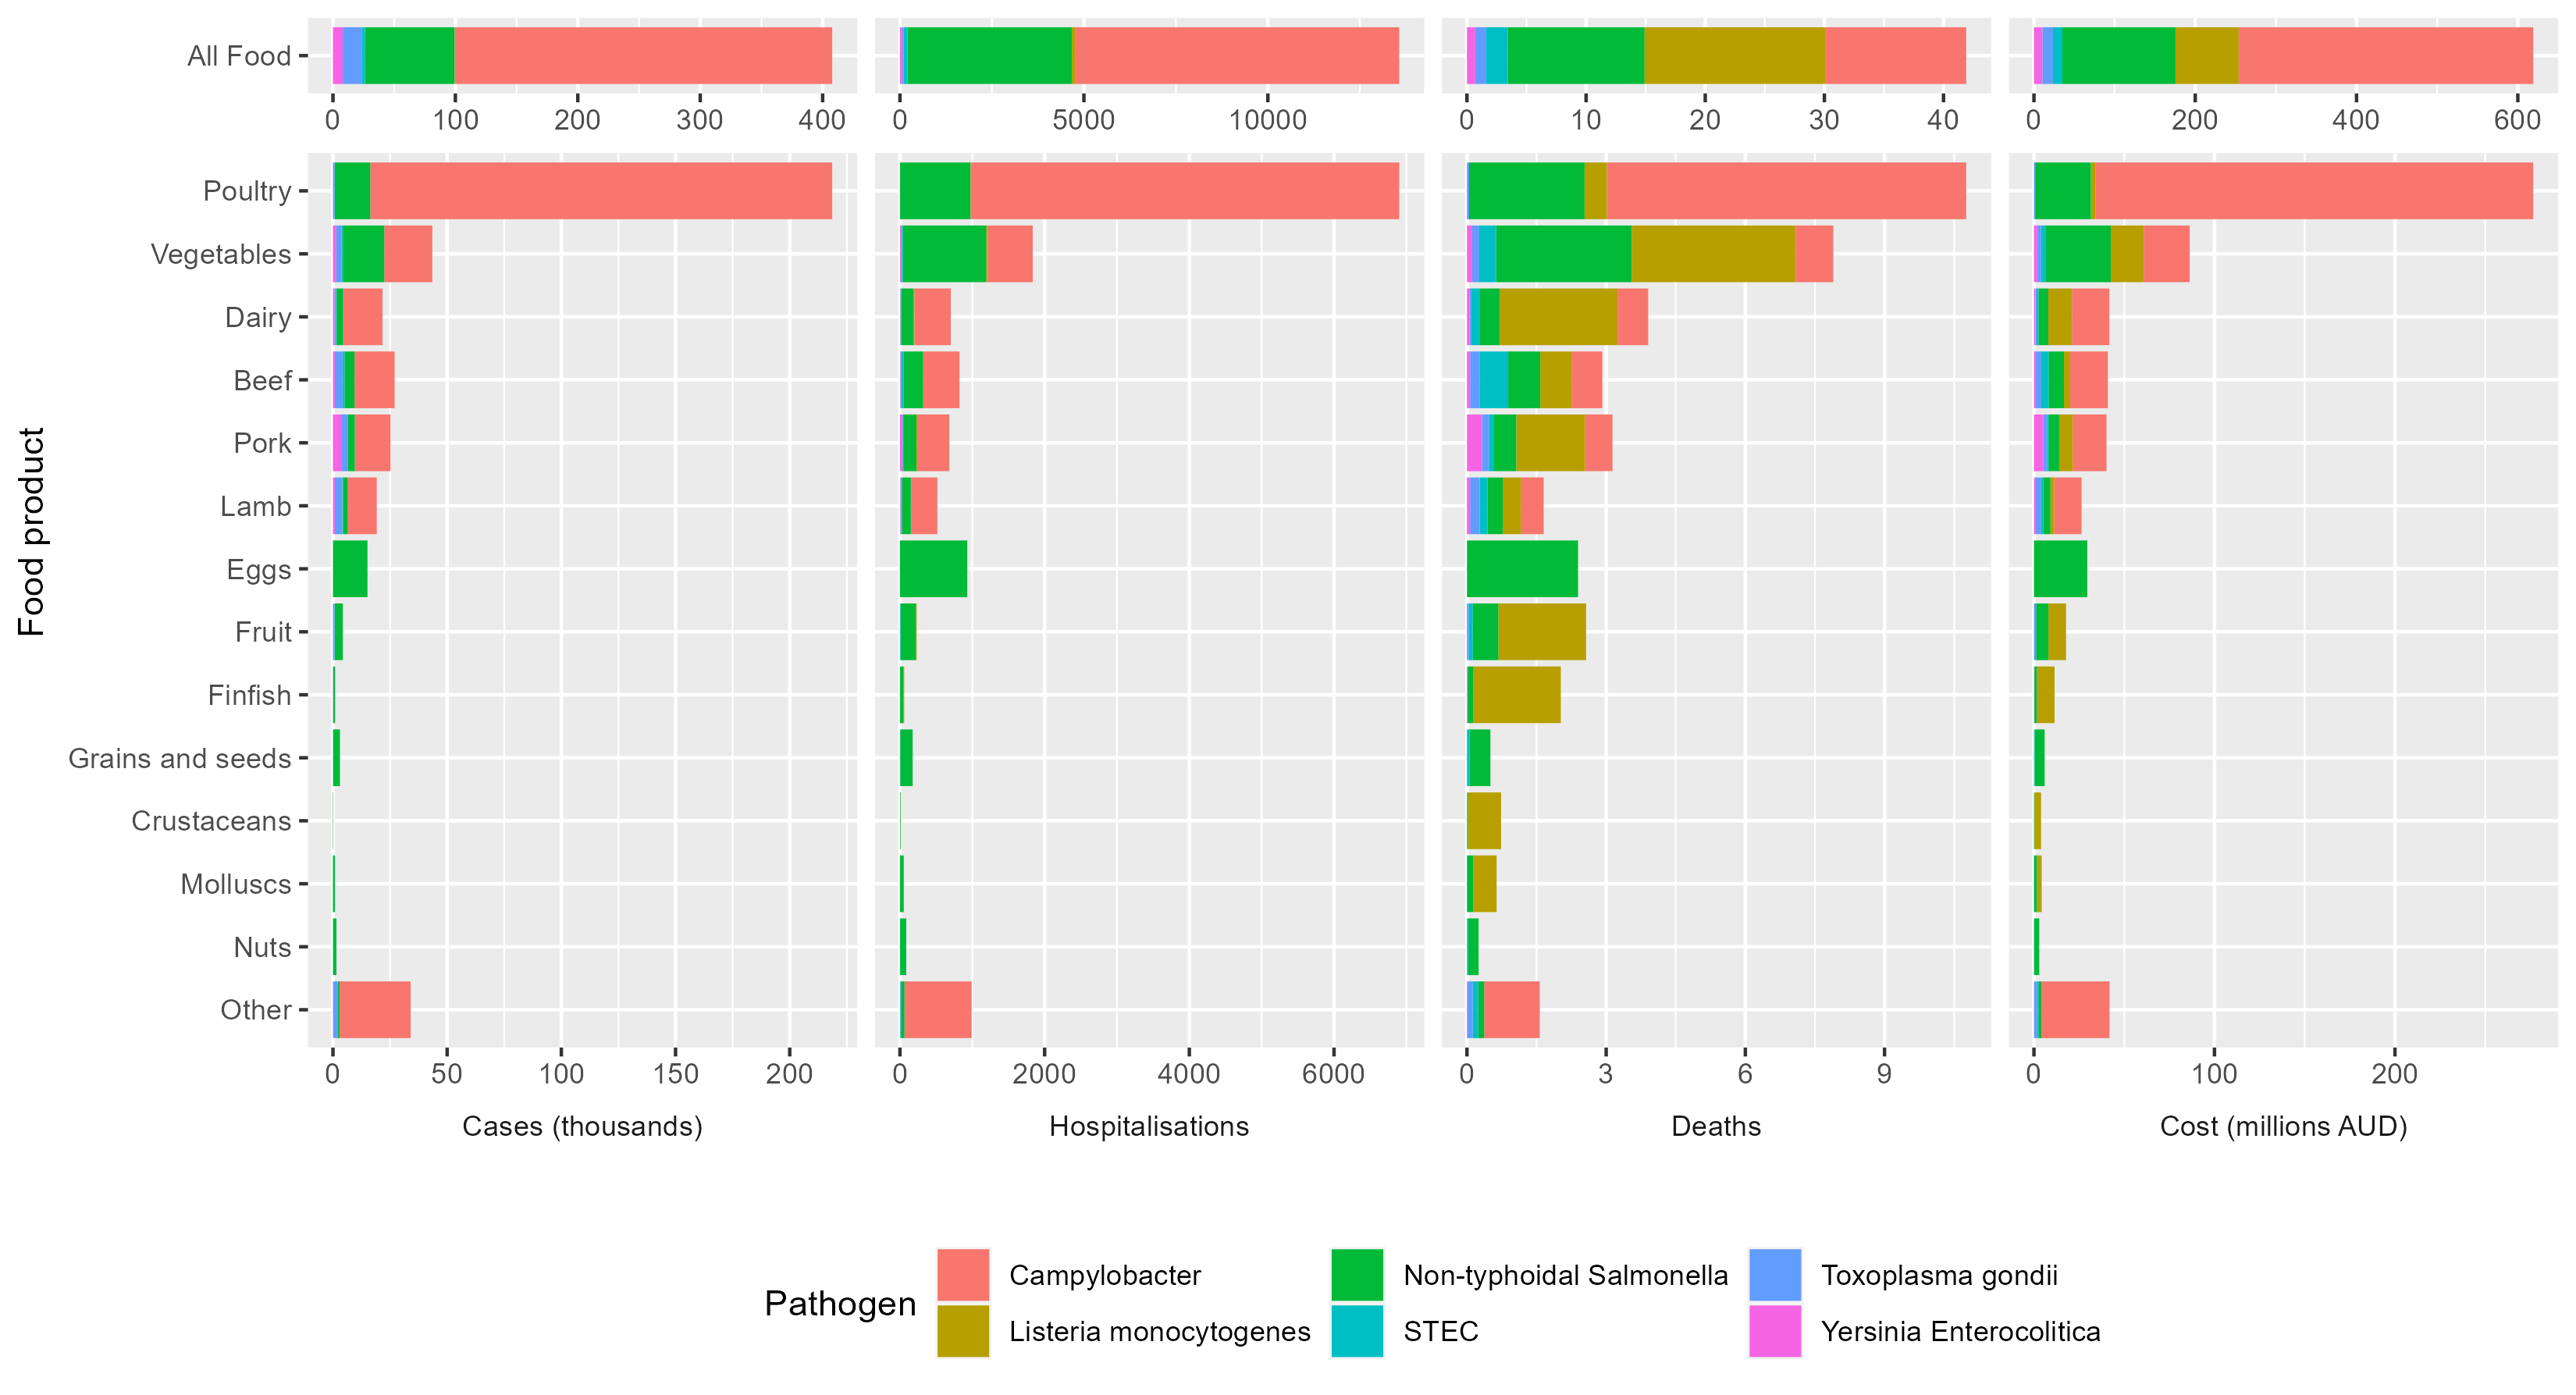 All Food
0 100 200 300 400
0 5000 10000
0 10 20 30 40
0 200 400 600
Food product
Poultry
Vegetables
Dairy
Beef
Pork
Lamb
Eggs
Fruit
Finfish
Grains and seeds
Crustaceans
Molluscs
Nuts
Other
0 50 100 150 200
0 2000 4000 6000
0 3 6 9
0 100 200
Cases (thousands)
Hospitalisations
Deaths
Cost (millions AUD)
Pathogen
Campylobacter
Listeria monocytogenes
Non-typhoidal Salmonella
STEC
Toxoplasma gondii
Yersinia Enterocolitica